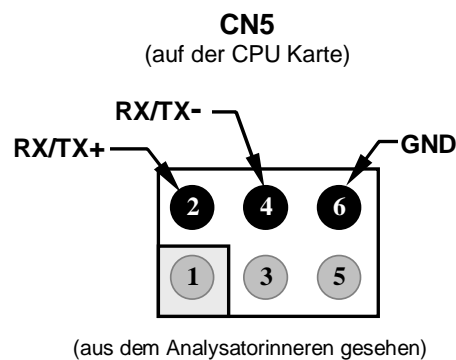 CN5
(auf der CPU Karte)
RX/TX-
RX/TX+
GND
2 4 6
1 3 5
(aus dem Analysatorinneren gesehen)